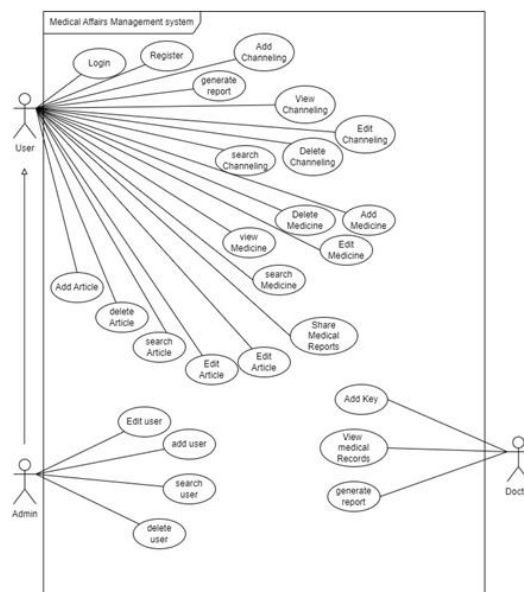 Medical Affairs Management system
Login
Register
Add
Channeling
generate
report
View
Channeling
Edit
Channeling
Delete
Channeling
search
Channeling
User
Delete
Medicine
Add
Medicine
Edit
Medicine
view
Medicine
search
Medicine
Add Article
delete
Article
search
Article
Edit
Article
Edit
Article
Share
Medical
Reports
Edit user
add user
search
user
delete
user
Admin
Add Key
View
medical
Records
generate
report
Doct